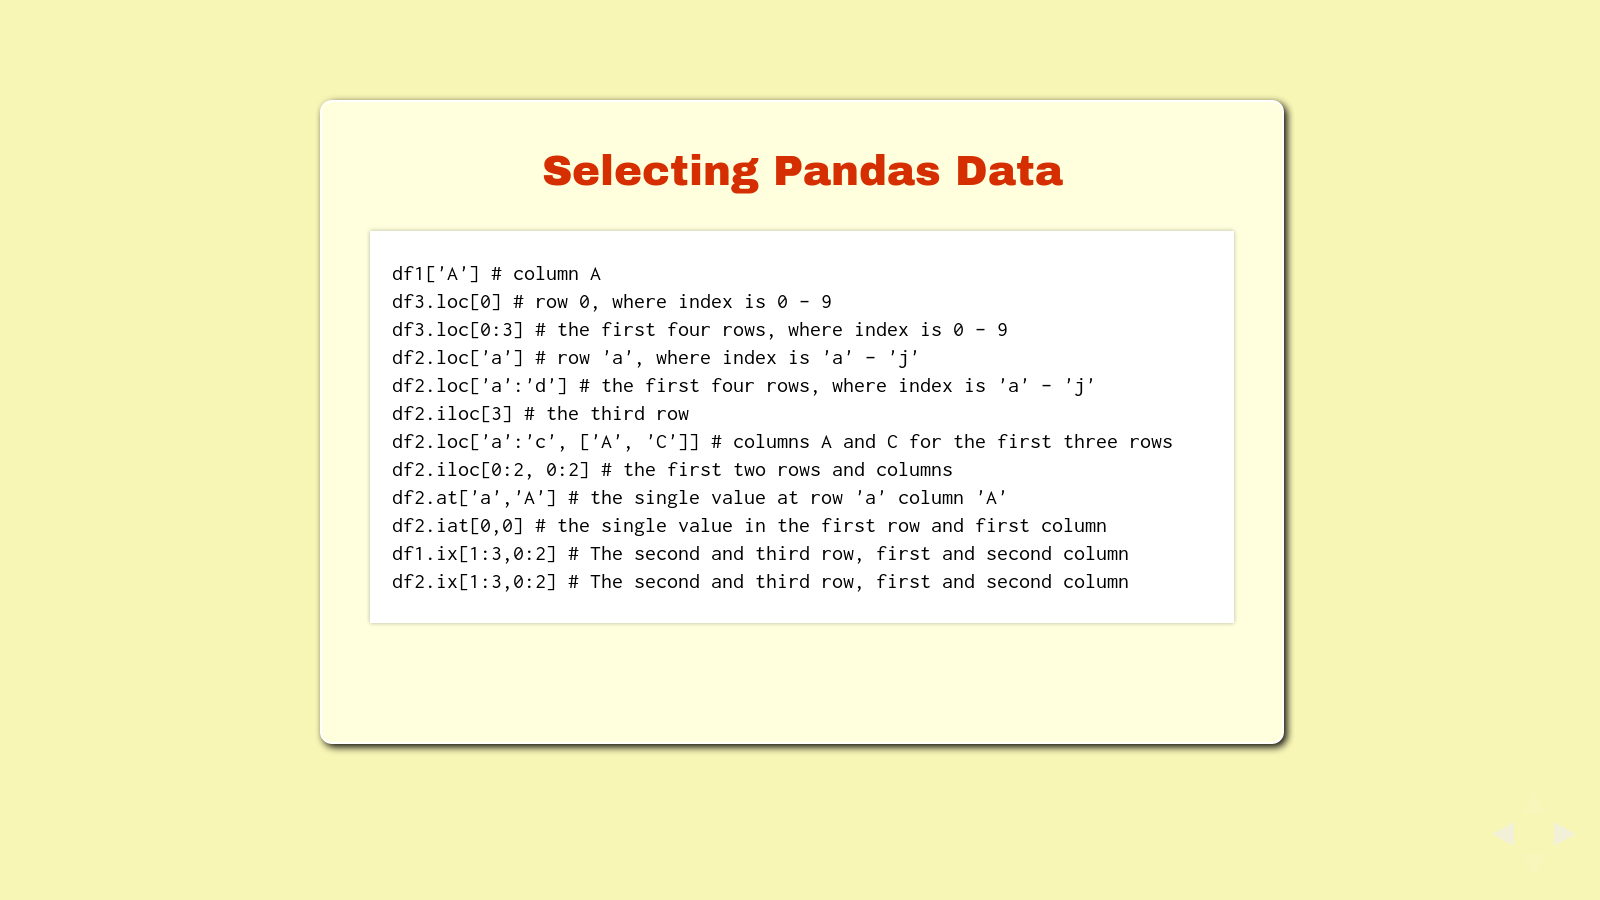 Selecting Pandas Data
df1['A'] # column A
df3.loc[0] # row 0, where index is 0 - 9
df3.loc[0:3] # the first four rows, where index is 0 - 9
df2.loc['a'] # row 'a', where index is 'a' - 'j'
df2.loc['a':'d'] # the first four rows, where index is 'a' - 'j'
df2.iloc[3] # the third row
df2.loc['a':'c', ['A', 'C']] # columns A and C for the first three rows
df2.iloc[0:2, 0:2] # the first two rows and columns
df2.at['a','A'] # the single value at row 'a' column 'A'
df2.iat[0,0] # the single value in the first row and first column
df1.ix[1:3,0:2] # The second and third row, first and second column
df2.ix[1:3,0:2] # The second and third row, first and second column